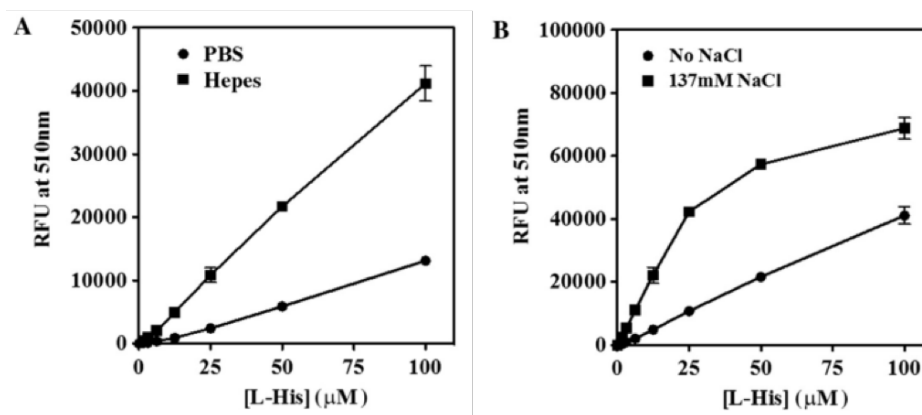 A
PBS
Hepes
RFU at 510nm
50000
40000
30000
20000
10000
0
0 25 50 75 100
[L-His] (μM)
B
No NaCl
137mM NaCl
RFU at 510nm
100000
80000
60000
40000
20000
0
0 25 50 75 100
[L-His] (μM)